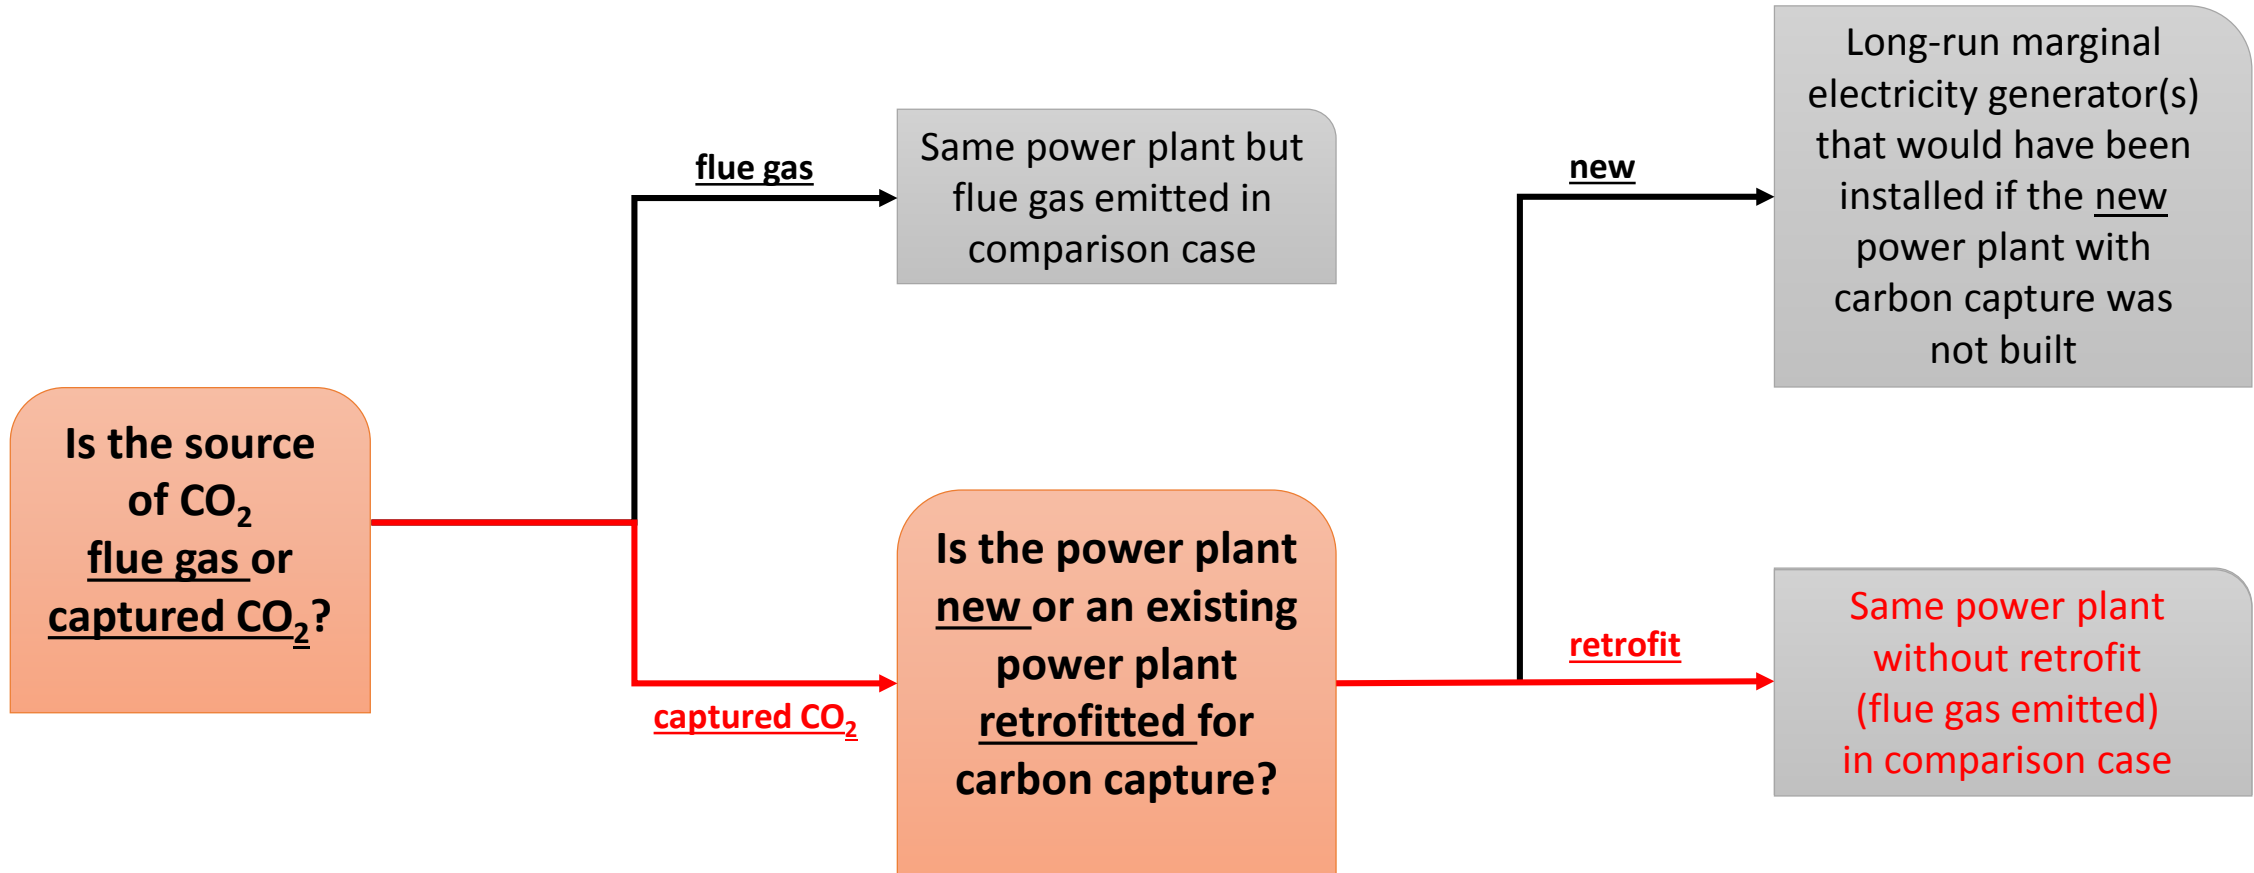 Is the source
of CO₂
flue gas or
captured CO₂?
flue gas
Same power plant but
flue gas emitted in
comparison case
captured CO₂
Is the power plant
new or an existing
power plant
retrofitted for
carbon capture?
new
Long-run marginal
electricity generator(s)
that would have been
installed if the new
power plant with
carbon capture was
not built
retrofit
Same power plant
without retrofit
(flue gas emitted)
in comparison case